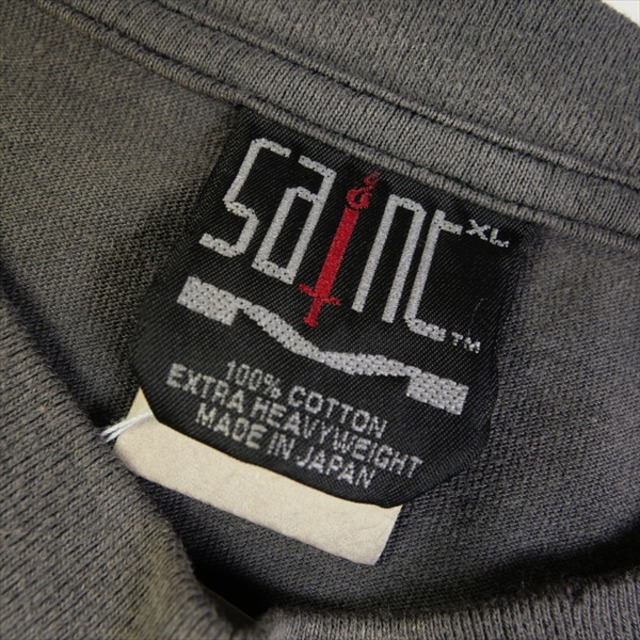 saint XL
TM
100% COTTON
EXTRA HEAVYWEIGHT
MADE IN JAPAN